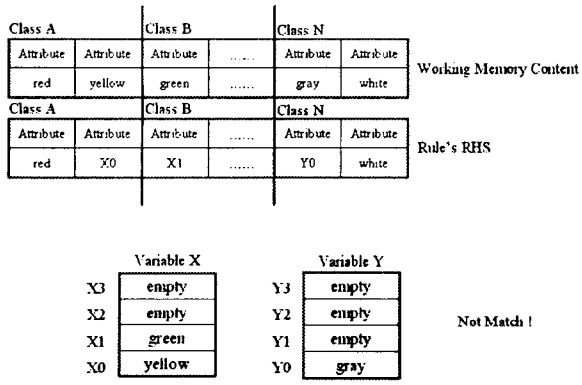 Class A Class B Class N
Attribute Attribute Attribute ...... Attribute Attribute
red yellow green ...... gray white
Working Memory Content
Class A Class B Class N
Attribute Attribute Attribute ...... Attribute Attribute
red X0 X1 ...... Y0 white
Rule's RHS
Variable X Variable Y
X3 empty Y3 empty
X2 empty Y2 empty
X1 green Y1 empty
X0 yellow Y0 gray
Not Match !